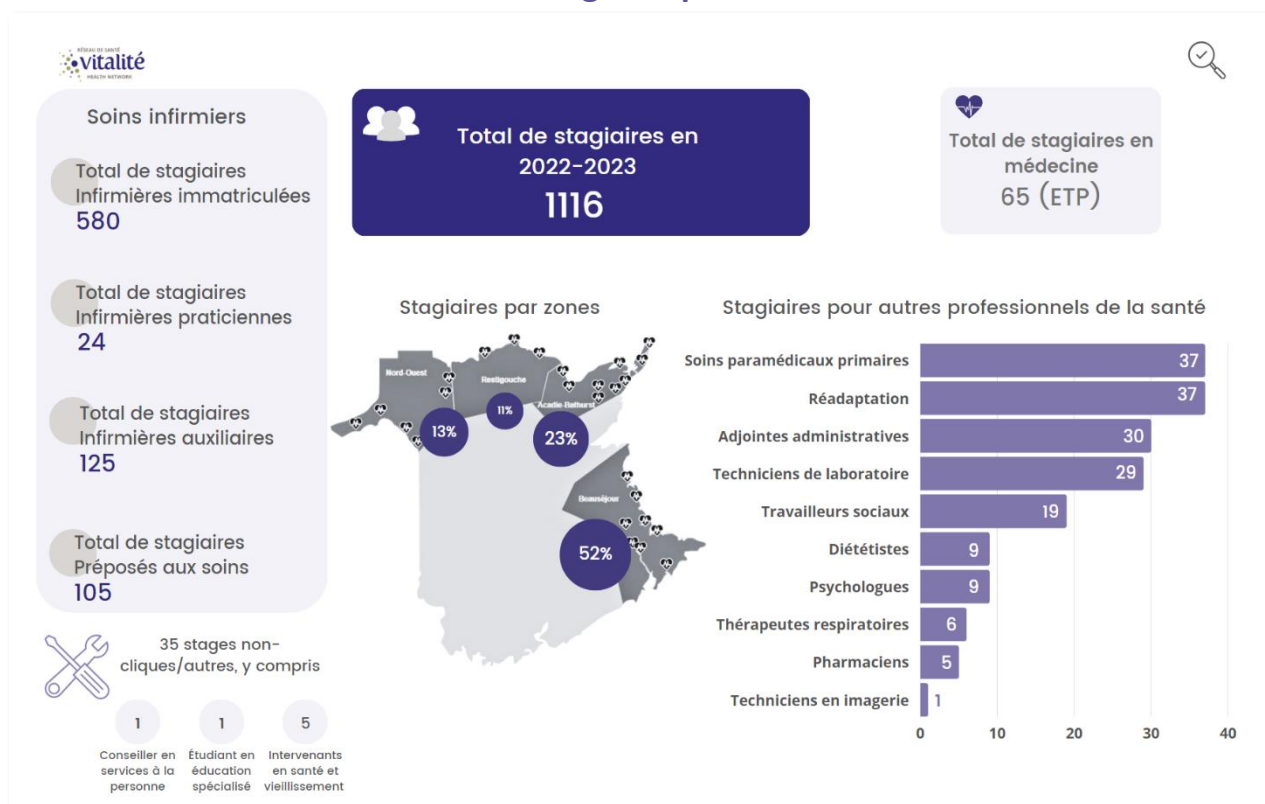 RÉSEAU DE SANTÉ
vitalité
HEALTH NETWORK
Soins infirmiers
Total de stagiaires
Infirmières immatriculées
580
Total de stagiaires
Infirmières praticiennes
24
Total de stagiaires
Infirmières auxiliaires
125
Total de stagiaires
Préposés aux soins
105
35 stages non-
cliques/autres, y compris
1
Conseiller en
services à la
personne
1
Étudiant en
éducation
spécialisé
5
Intervenants
en santé et
vieillissement
Total de stagiaires en
2022-2023
1116
Total de stagiaires en
médecine
65 (ETP)
Stagiaires par zones
Nord-Ouest
Restigouche
Acadie-Bathurst
Beauséjour
13%
11%
23%
52%
Stagiaires pour autres professionnels de la santé
Soins paramédicaux primaires 37
Réadaptation 37
Adjointes administratives 30
Techniciens de laboratoire 29
Travailleurs sociaux 19
Diététistes 9
Psychologues 9
Thérapeutes respiratoires 6
Pharmaciens 5
Techniciens en imagerie 1
0 10 20 30 40